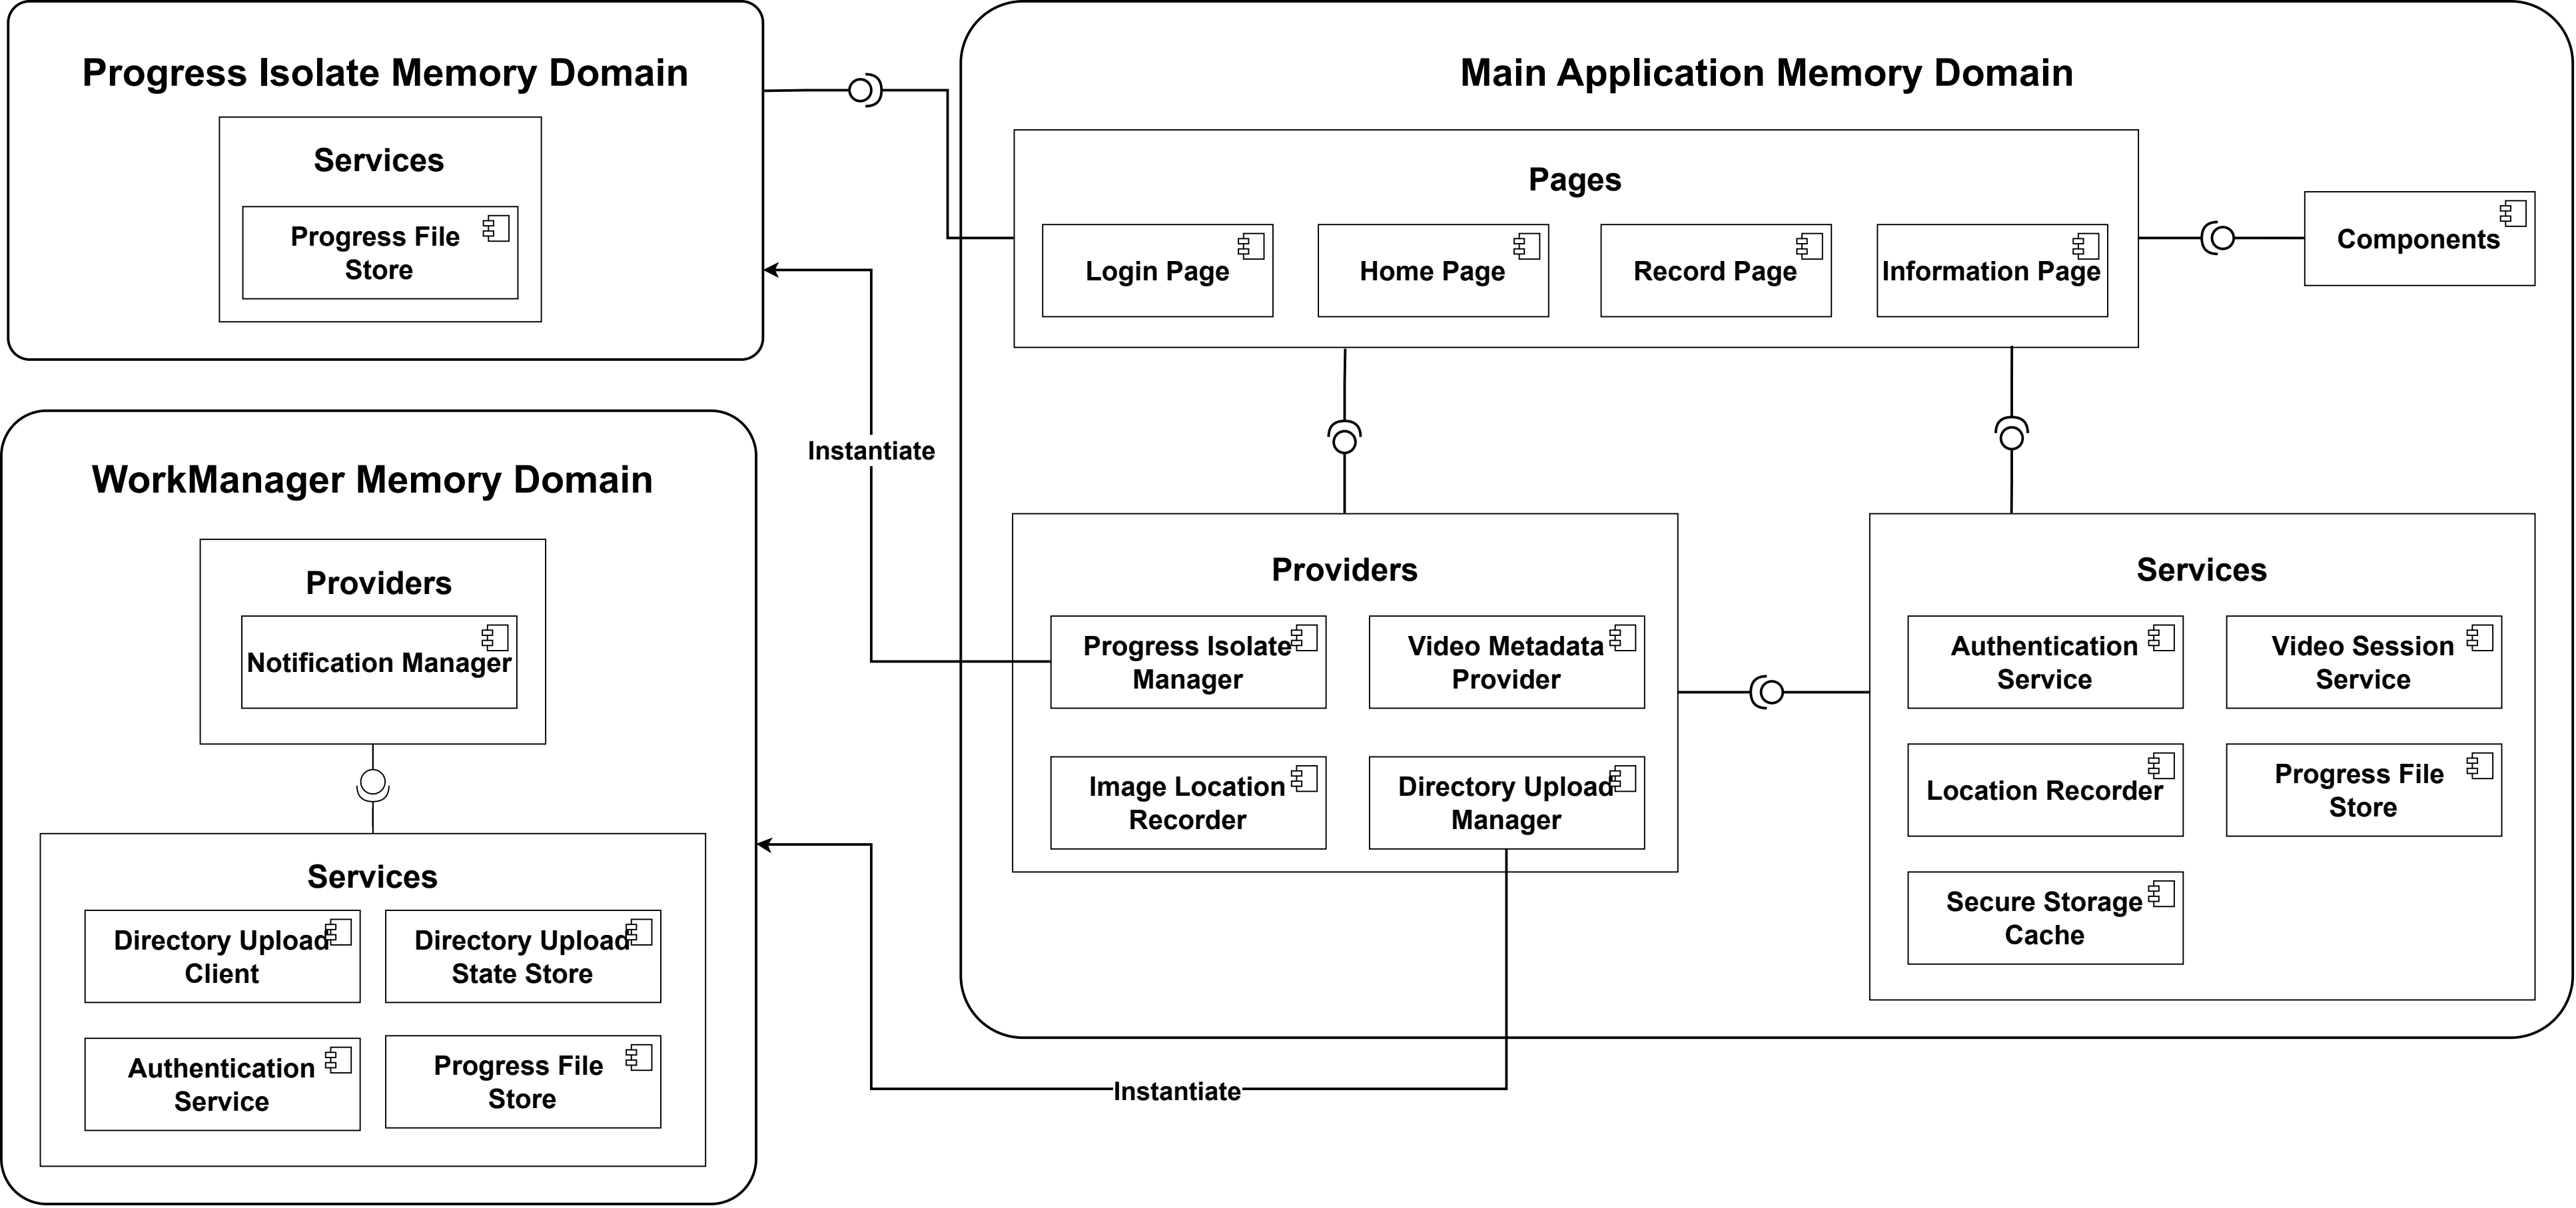 Progress Isolate Memory Domain
Services
Progress File
Store
Main Application Memory Domain
Pages
Login Page
Home Page
Record Page
Information Page
Components
Instantiate
WorkManager Memory Domain
Providers
Notification Manager
Services
Directory Upload
Client
Directory Upload
State Store
Authentication
Service
Progress File
Store
Providers
Progress Isolate
Manager
Video Metadata
Provider
Image Location
Recorder
Directory Upload
Manager
Services
Authentication
Service
Video Session
Service
Location Recorder
Progress File
Store
Secure Storage
Cache
Instantiate